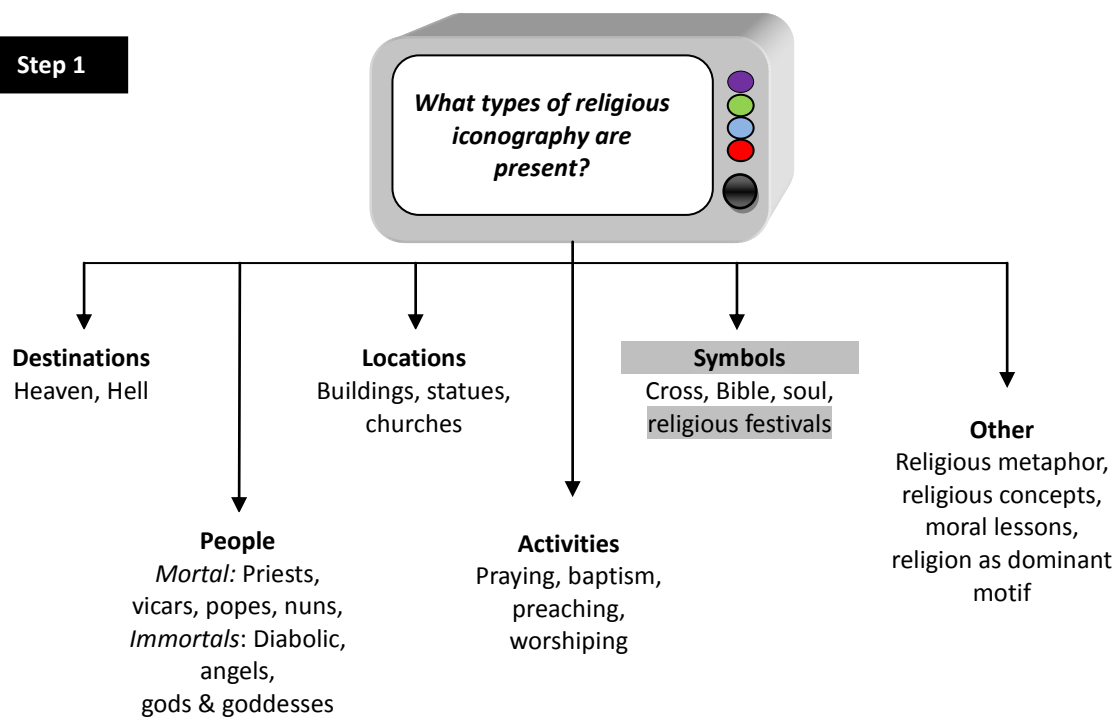 Step 1
What types of religious
iconography are
present?
Destinations
Heaven, Hell
Locations
Buildings, statues,
churches
Symbols
Cross, Bible, soul,
religious festivals
Other
Religious metaphor,
religious concepts,
moral lessons,
religion as dominant
motif
People
Mortal: Priests,
vicars, popes, nuns,
Immortals: Diabolic,
angels,
gods & goddesses
Activities
Praying, baptism,
preaching,
worshiping